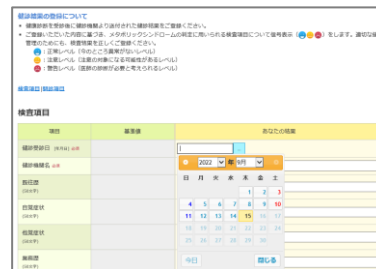 健診結果の登録について
• 健康診断を受診後に健診機関より送付された健診結果をご登録ください。
• ご登録いただいた内容に基づき、メタボリックシンドロームの判定に用いられる検査項目について信号表示(
)をします。適切な
管理のためにも、検査結果を正しくご登録ください。
:正常レベル(今のところ異常がないレベル)
:注意レベル(注意の対象になる可能性があるレベル)
:警告レベル(医師の診断が必要と考えられるレベル)
検査項目|問診項目
検査項目
項目 基準値 あなたの結果
健診受診日 (年/月/日) 必須
健診機関名 必須
2022 年 9月
日 月 火 水 木 金 土
1 2 3
4 5 6 7 8 9 10
11 12 13 14 15 16 17
18 19 20 21 22 23 24
25 26 27 28 29 30
今日 閉じる
既往歴
自覚症状
他覚症状